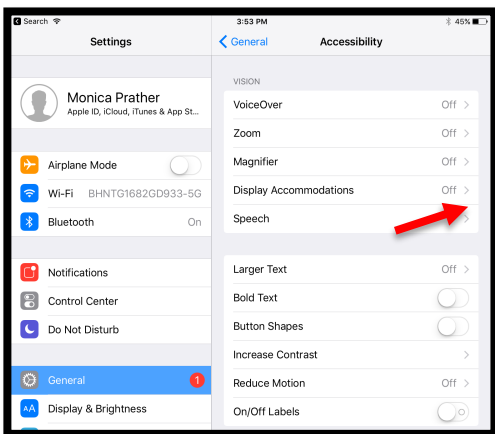 Search
3:53 PM
45%
Settings
General
Accessibility
Monica Prather
Apple ID, iCloud, iTunes & App St...
Airplane Mode
Wi-Fi BHNTG1682GD933-5G
Bluetooth On
Notifications
Control Center
Do Not Disturb
General 1
AA Display & Brightness
VISION
VoiceOver Off
Zoom Off
Magnifier Off
Display Accommodations Off
Speech
Larger Text Off
Bold Text
Button Shapes
Increase Contrast
Reduce Motion Off
On/Off Labels